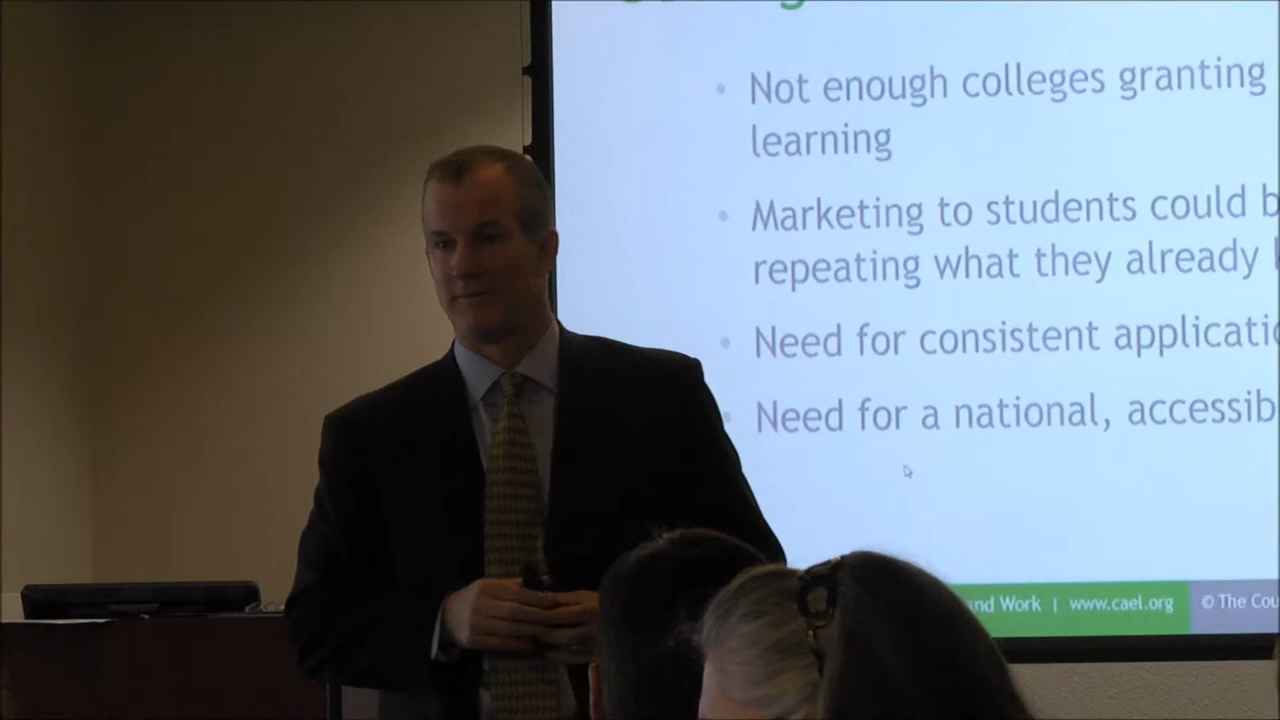 Not enough colleges granting
learning
Marketing to students could b
repeating what they already
Need for consistent applicatio
Need for a national, accessib
and Work | www.cael.org © The Cou